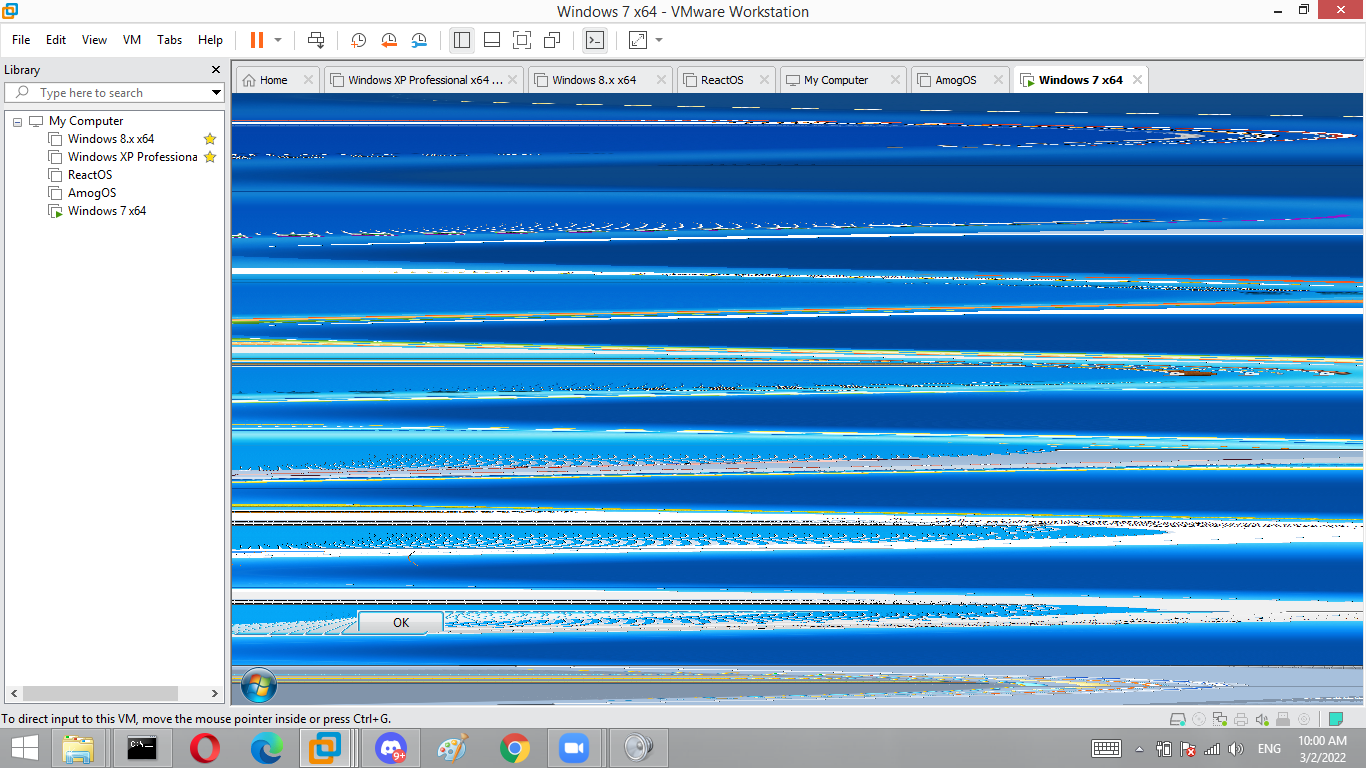 Windows 7 x64 - VMware Workstation
File Edit View VM Tabs Help
Library
Type here to search
My Computer
Windows 8.x x64
Windows XP Professiona
ReactOS
AmogOS
Windows 7 x64
Home
Windows XP Professional x64 ...
Windows 8.x x64
ReactOS
My Computer
AmogOS
Windows 7 x64
OK
To direct input to this VM, move the mouse pointer inside or press Ctrl+G.
C:\.
9+
ENG
10:00 AM
3/2/2022